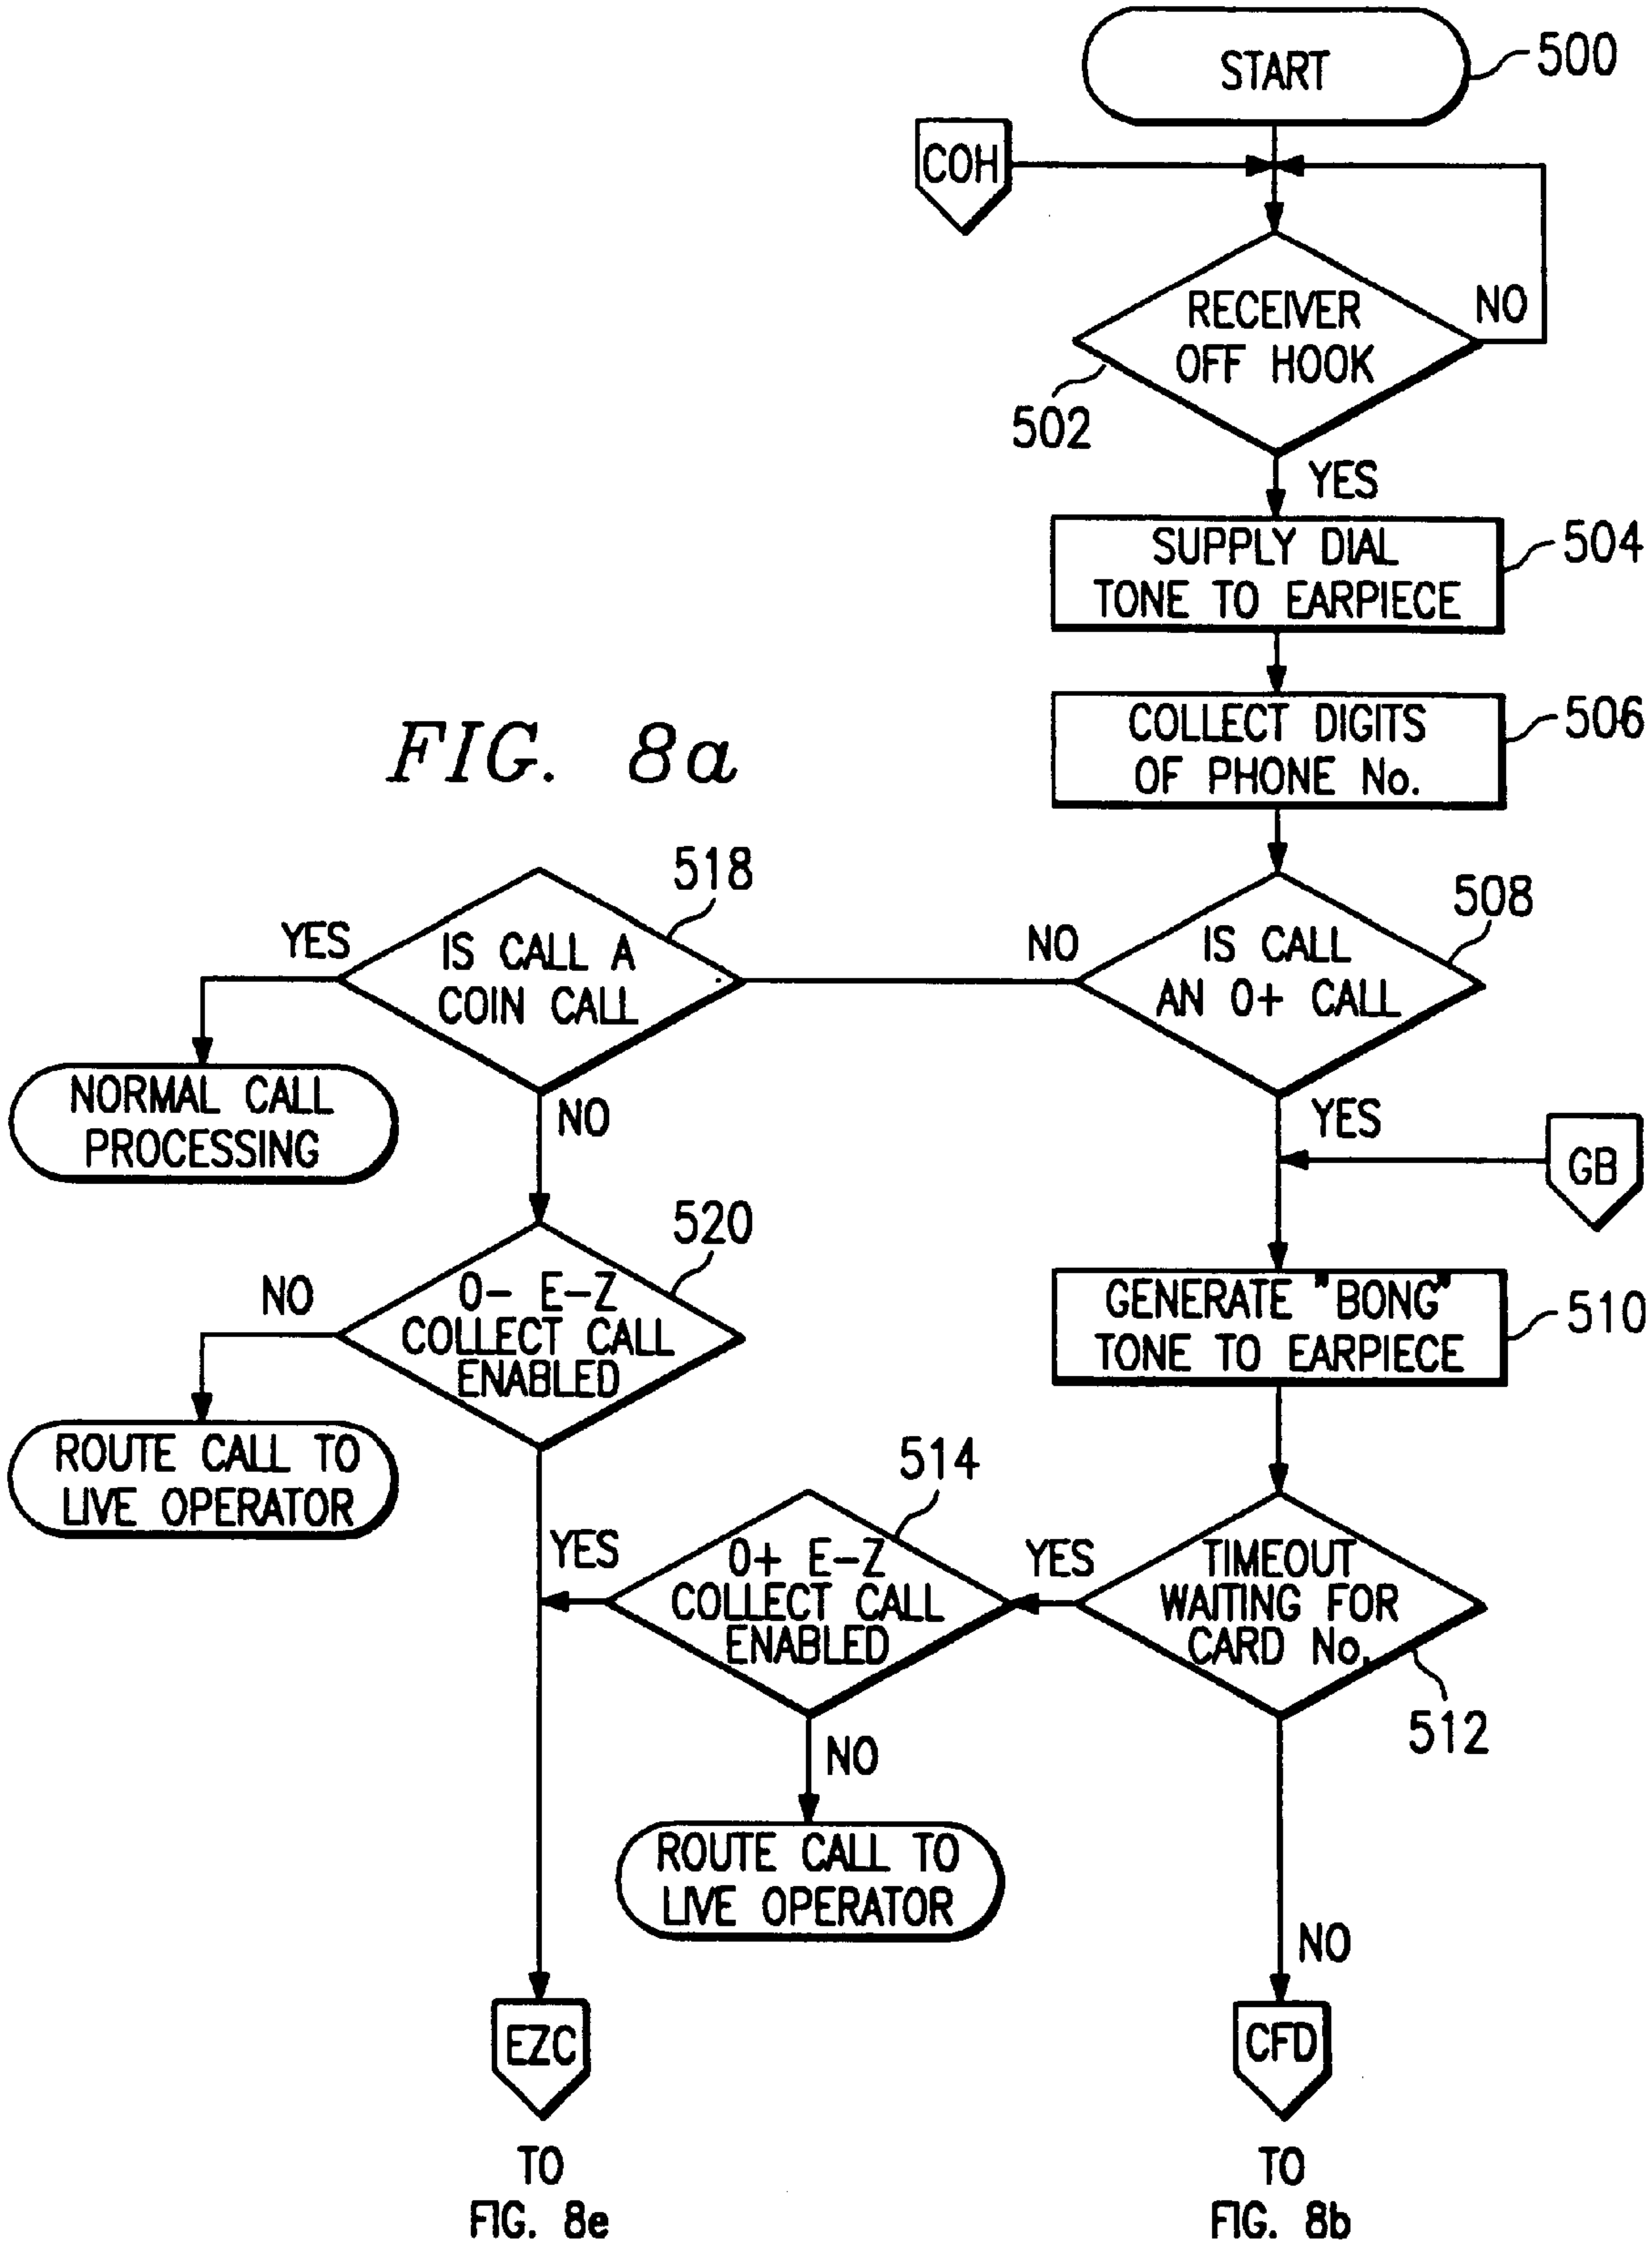 START
500
COH
RECEIVER
OFF HOOK
NO
502
YES
SUPPLY DIAL
TONE TO EARPIECE
504
COLLECT DIGITS
OF PHONE No.
506
FIG. 8a
518
508
YES
IS CALL A
COIN CALL
NO
IS CALL
AN 0+ CALL
NORMAL CALL
PROCESSING
NO
YES
GB
520
NO
0- E-Z
COLLECT CALL
ENABLED
GENERATE "BONG"
TONE TO EARPIECE
510
ROUTE CALL TO
LIVE OPERATOR
514
YES
0+ E-Z
COLLECT CALL
ENABLED
YES
TIMEOUT
WAITING FOR
CARD No.
512
NO
ROUTE CALL TO
LIVE OPERATOR
NO
EZC
CFD
TO
FIG. 8e
TO
FIG. 8b